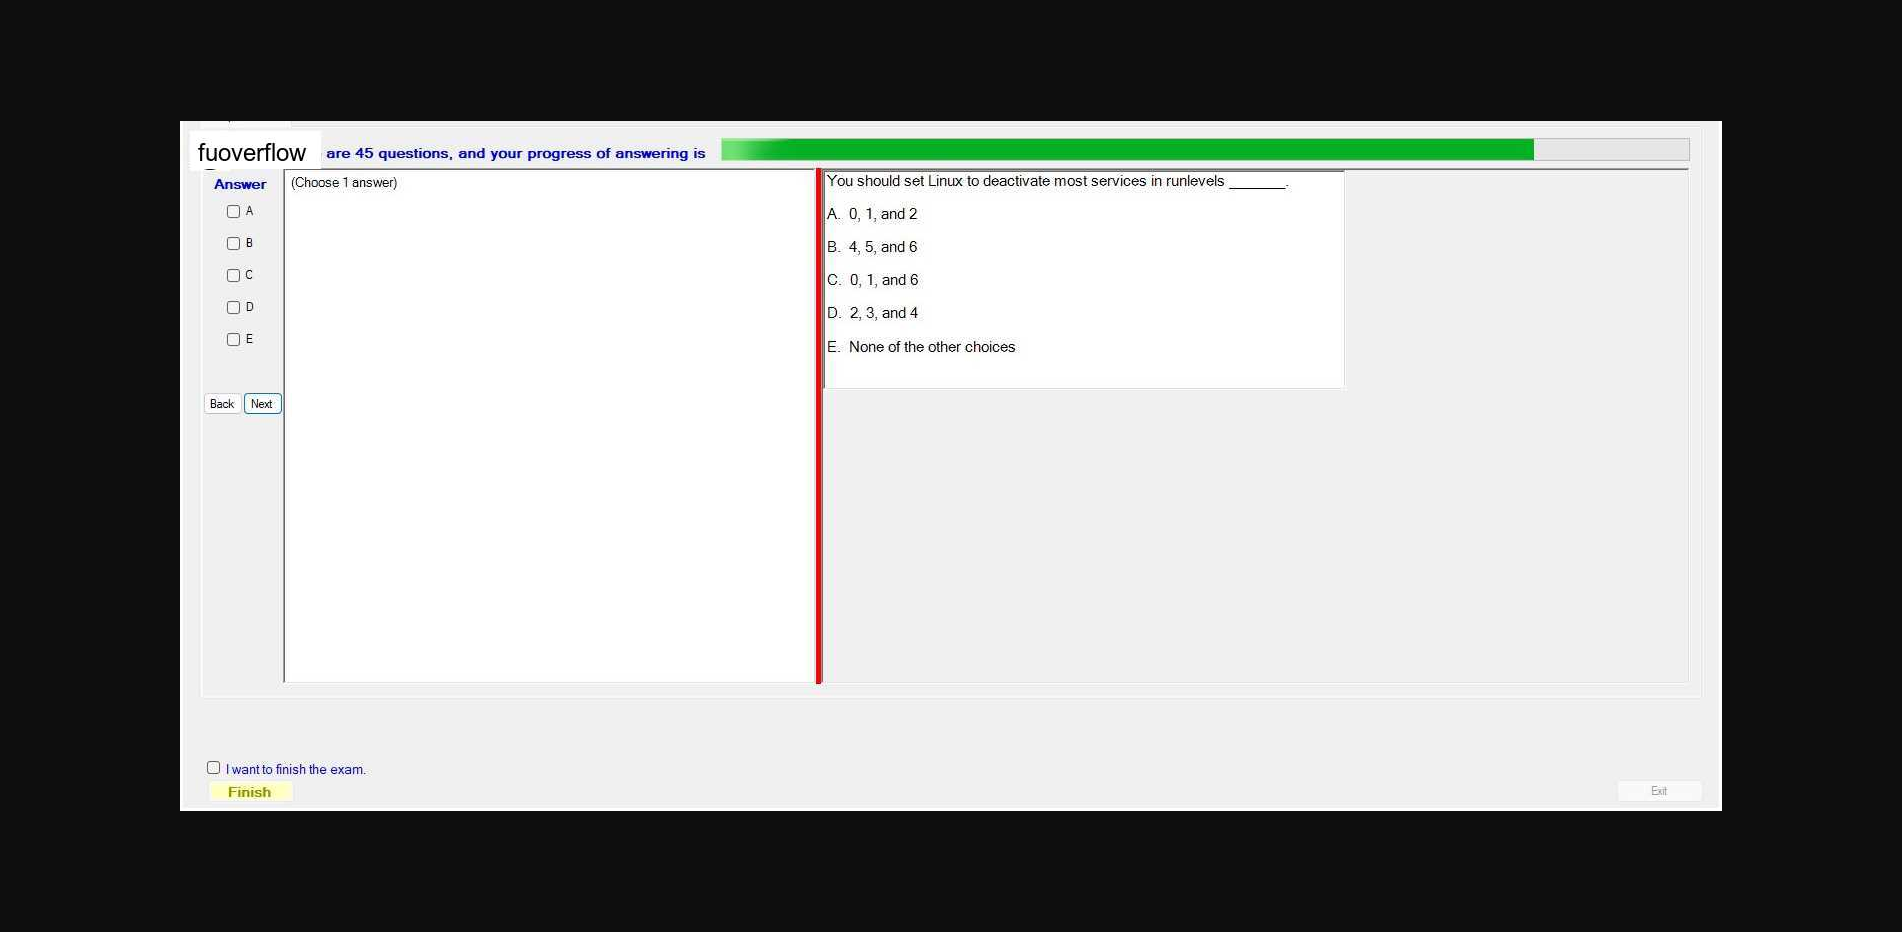 fuoverflow are 45 questions, and your progress of answering is
Answer
(Choose 1 answer)
A
B
C
D
E
Back Next
You should set Linux to deactivate most services in runlevels _______.
A. 0, 1, and 2
B. 4, 5, and 6
C. 0, 1, and 6
D. 2, 3, and 4
E. None of the other choices
I want to finish the exam.
Finish
Exit